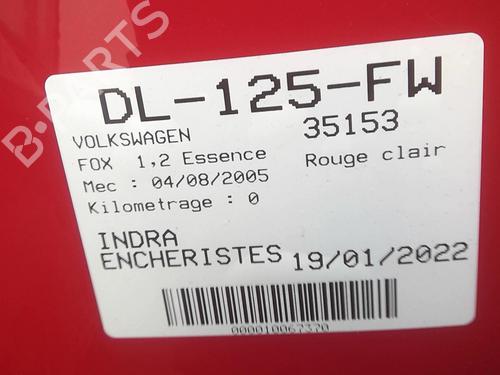 B-PARTS
DL-125-FW
VOLKSWAGEN 35153
FOX 1,2 Essence Rouge clair
Mec : 04/08/2005
Kilometrage : 0
INDRA
ENCHERISTES 19/01/2022
000010067370